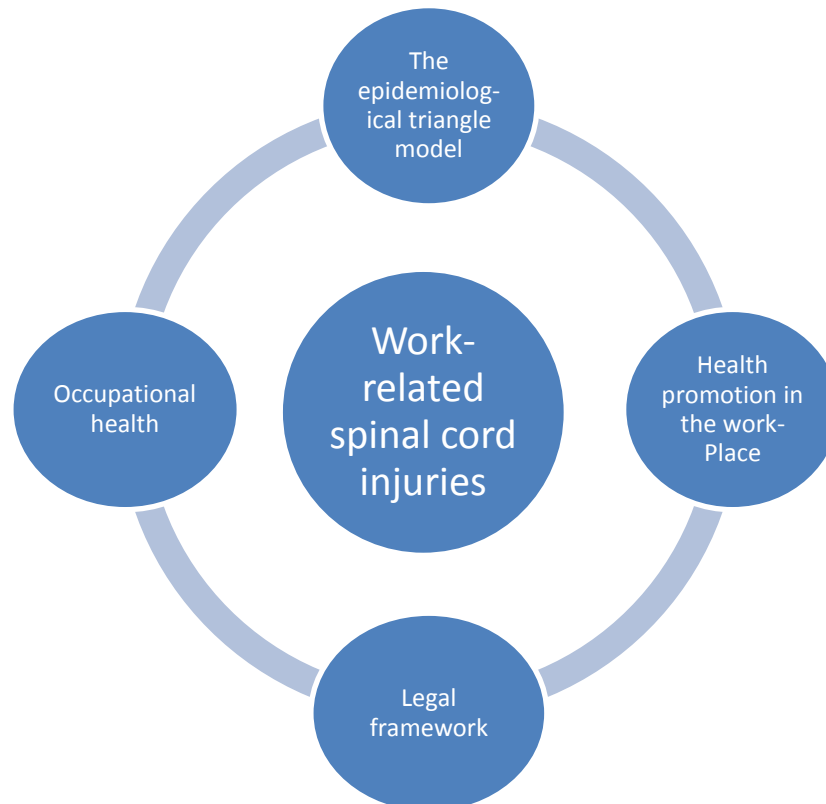 The
epidemiolog-
ical triangle
model
Occupational
health
Work-
related
spinal cord
injuries
Health
promotion in
the work-
Place
Legal
framework